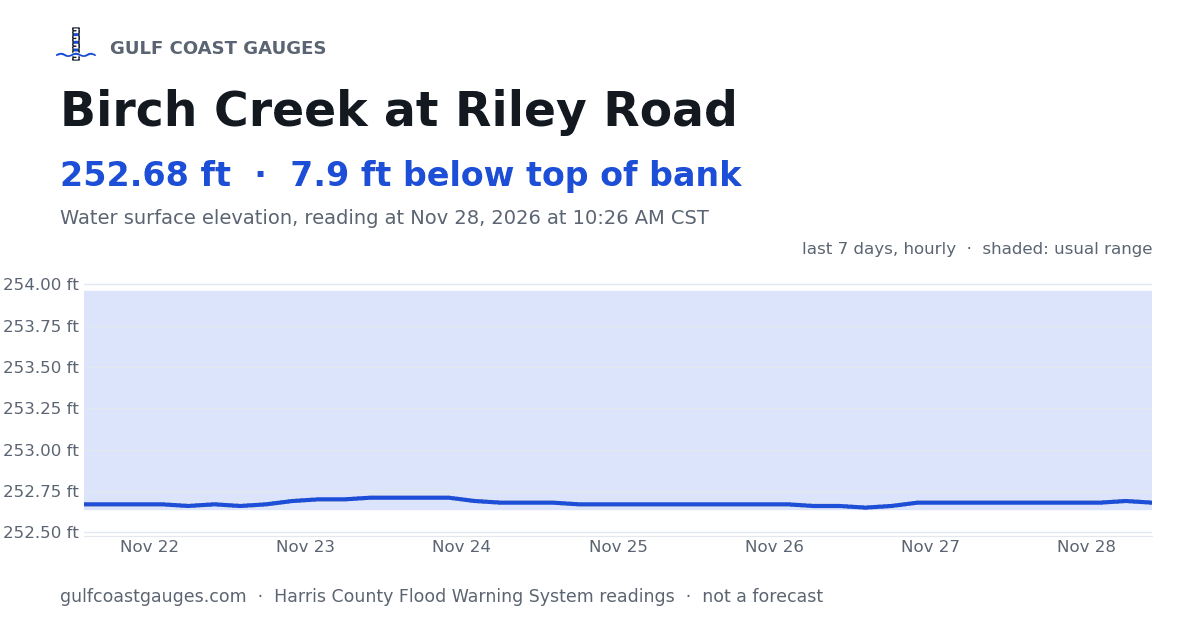 GULF COAST GAUGES
Birch Creek at Riley Road
252.68 ft · 7.9 ft below top of bank
Water surface elevation, reading at Nov 28, 2026 at 10:26 AM CST
last 7 days, hourly · shaded: usual range
254.00 ft
253.75 ft
253.50 ft
253.25 ft
253.00 ft
252.75 ft
252.50 ft
Nov 22 Nov 23 Nov 24 Nov 25 Nov 26 Nov 27 Nov 28
gulfcoastgauges.com · Harris County Flood Warning System readings · not a forecast